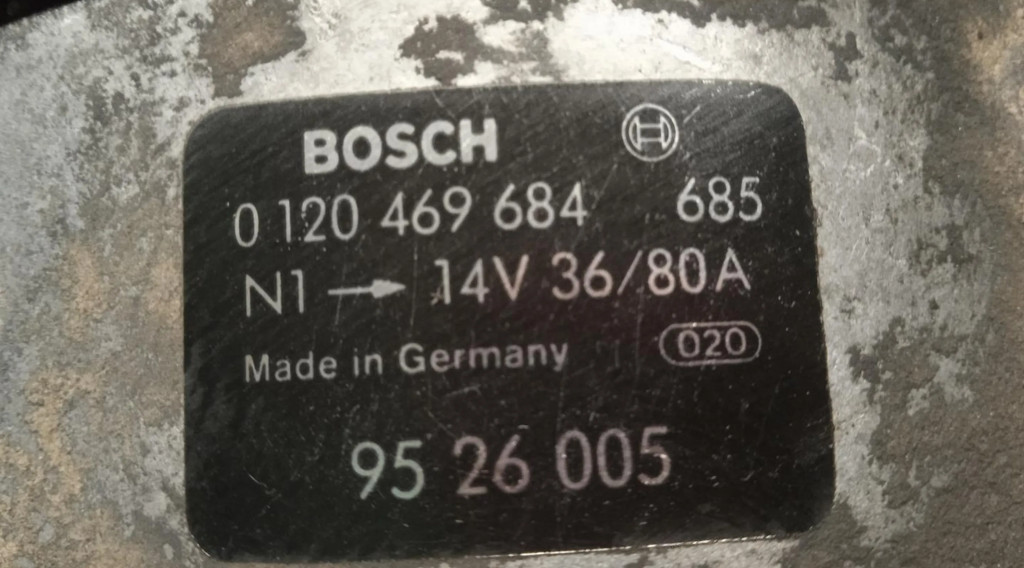 BOSCH
0 120 469 684 685
N1 → 14V 36/80A
Made in Germany 020
95 26 005